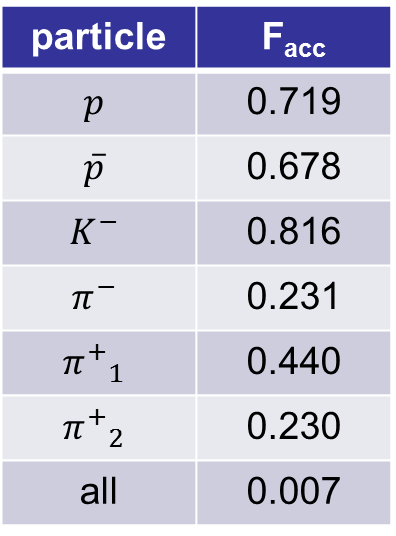 particle F_acc
p 0.719
p̄ 0.678
K⁻ 0.816
π⁻ 0.231
π⁺₁ 0.440
π⁺₂ 0.230
all 0.007